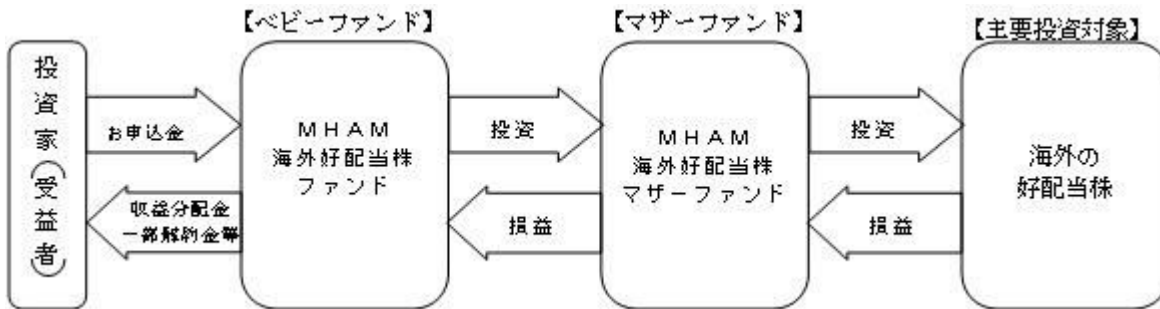 【ベビーファンド】
【マザーファンド】
【主要投資対象】
投資家（受益者）
お申込金
収益分配金
一部解約金等
MHAM
海外好配当株
ファンド
投資
損益
MHAM
海外好配当株
マザーファンド
投資
損益
海外の
好配当株